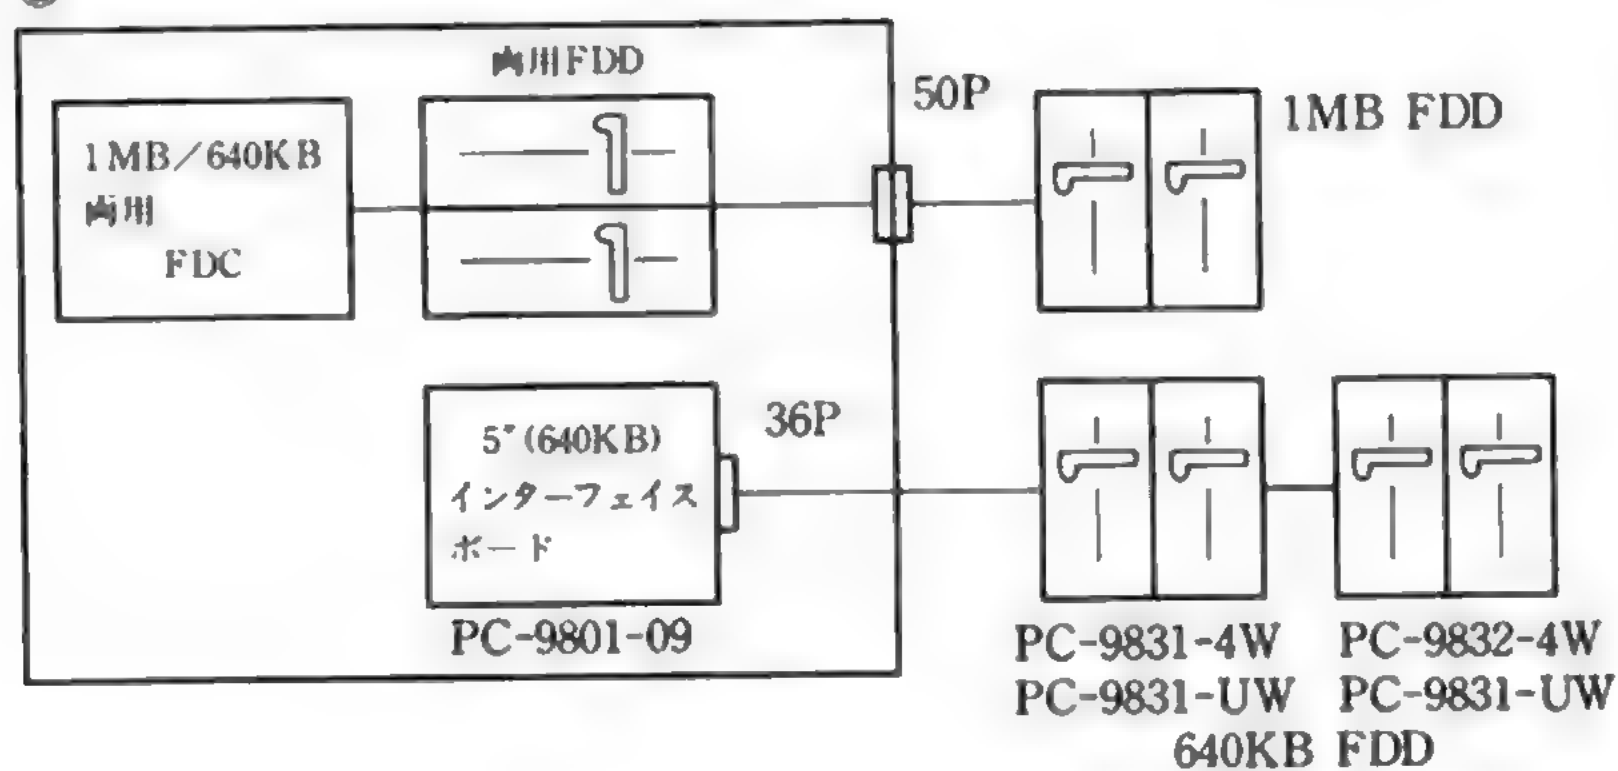 両用FDD
50P
1MB FDD
1MB/640KB
両用
FDC
36P
5"(640KB)
インターフェイス
ボード
PC-9801-09
PC-9831-4W
PC-9831-UW
PC-9832-4W
PC-9831-UW
640KB FDD